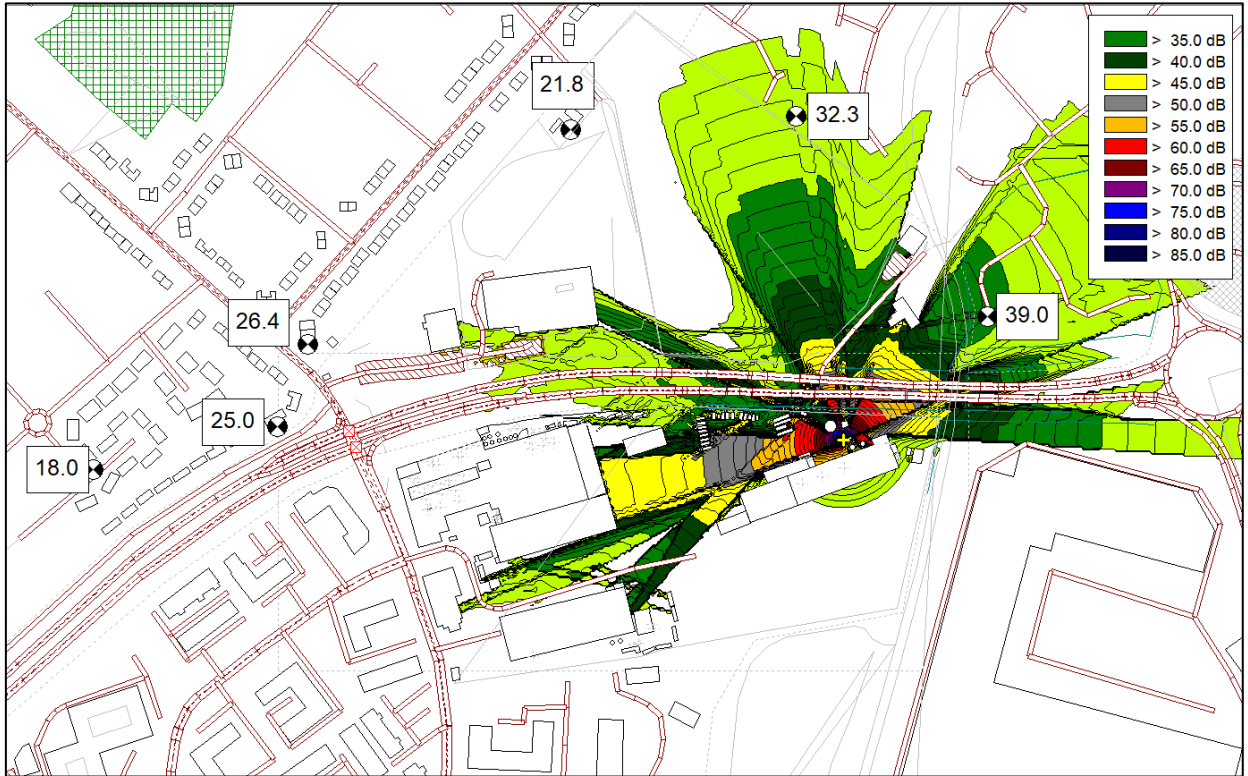 > 35.0 dB
> 40.0 dB
> 45.0 dB
> 50.0 dB
> 55.0 dB
> 60.0 dB
> 65.0 dB
> 70.0 dB
> 75.0 dB
> 80.0 dB
> 85.0 dB
21.8
32.3
26.4
39.0
25.0
18.0